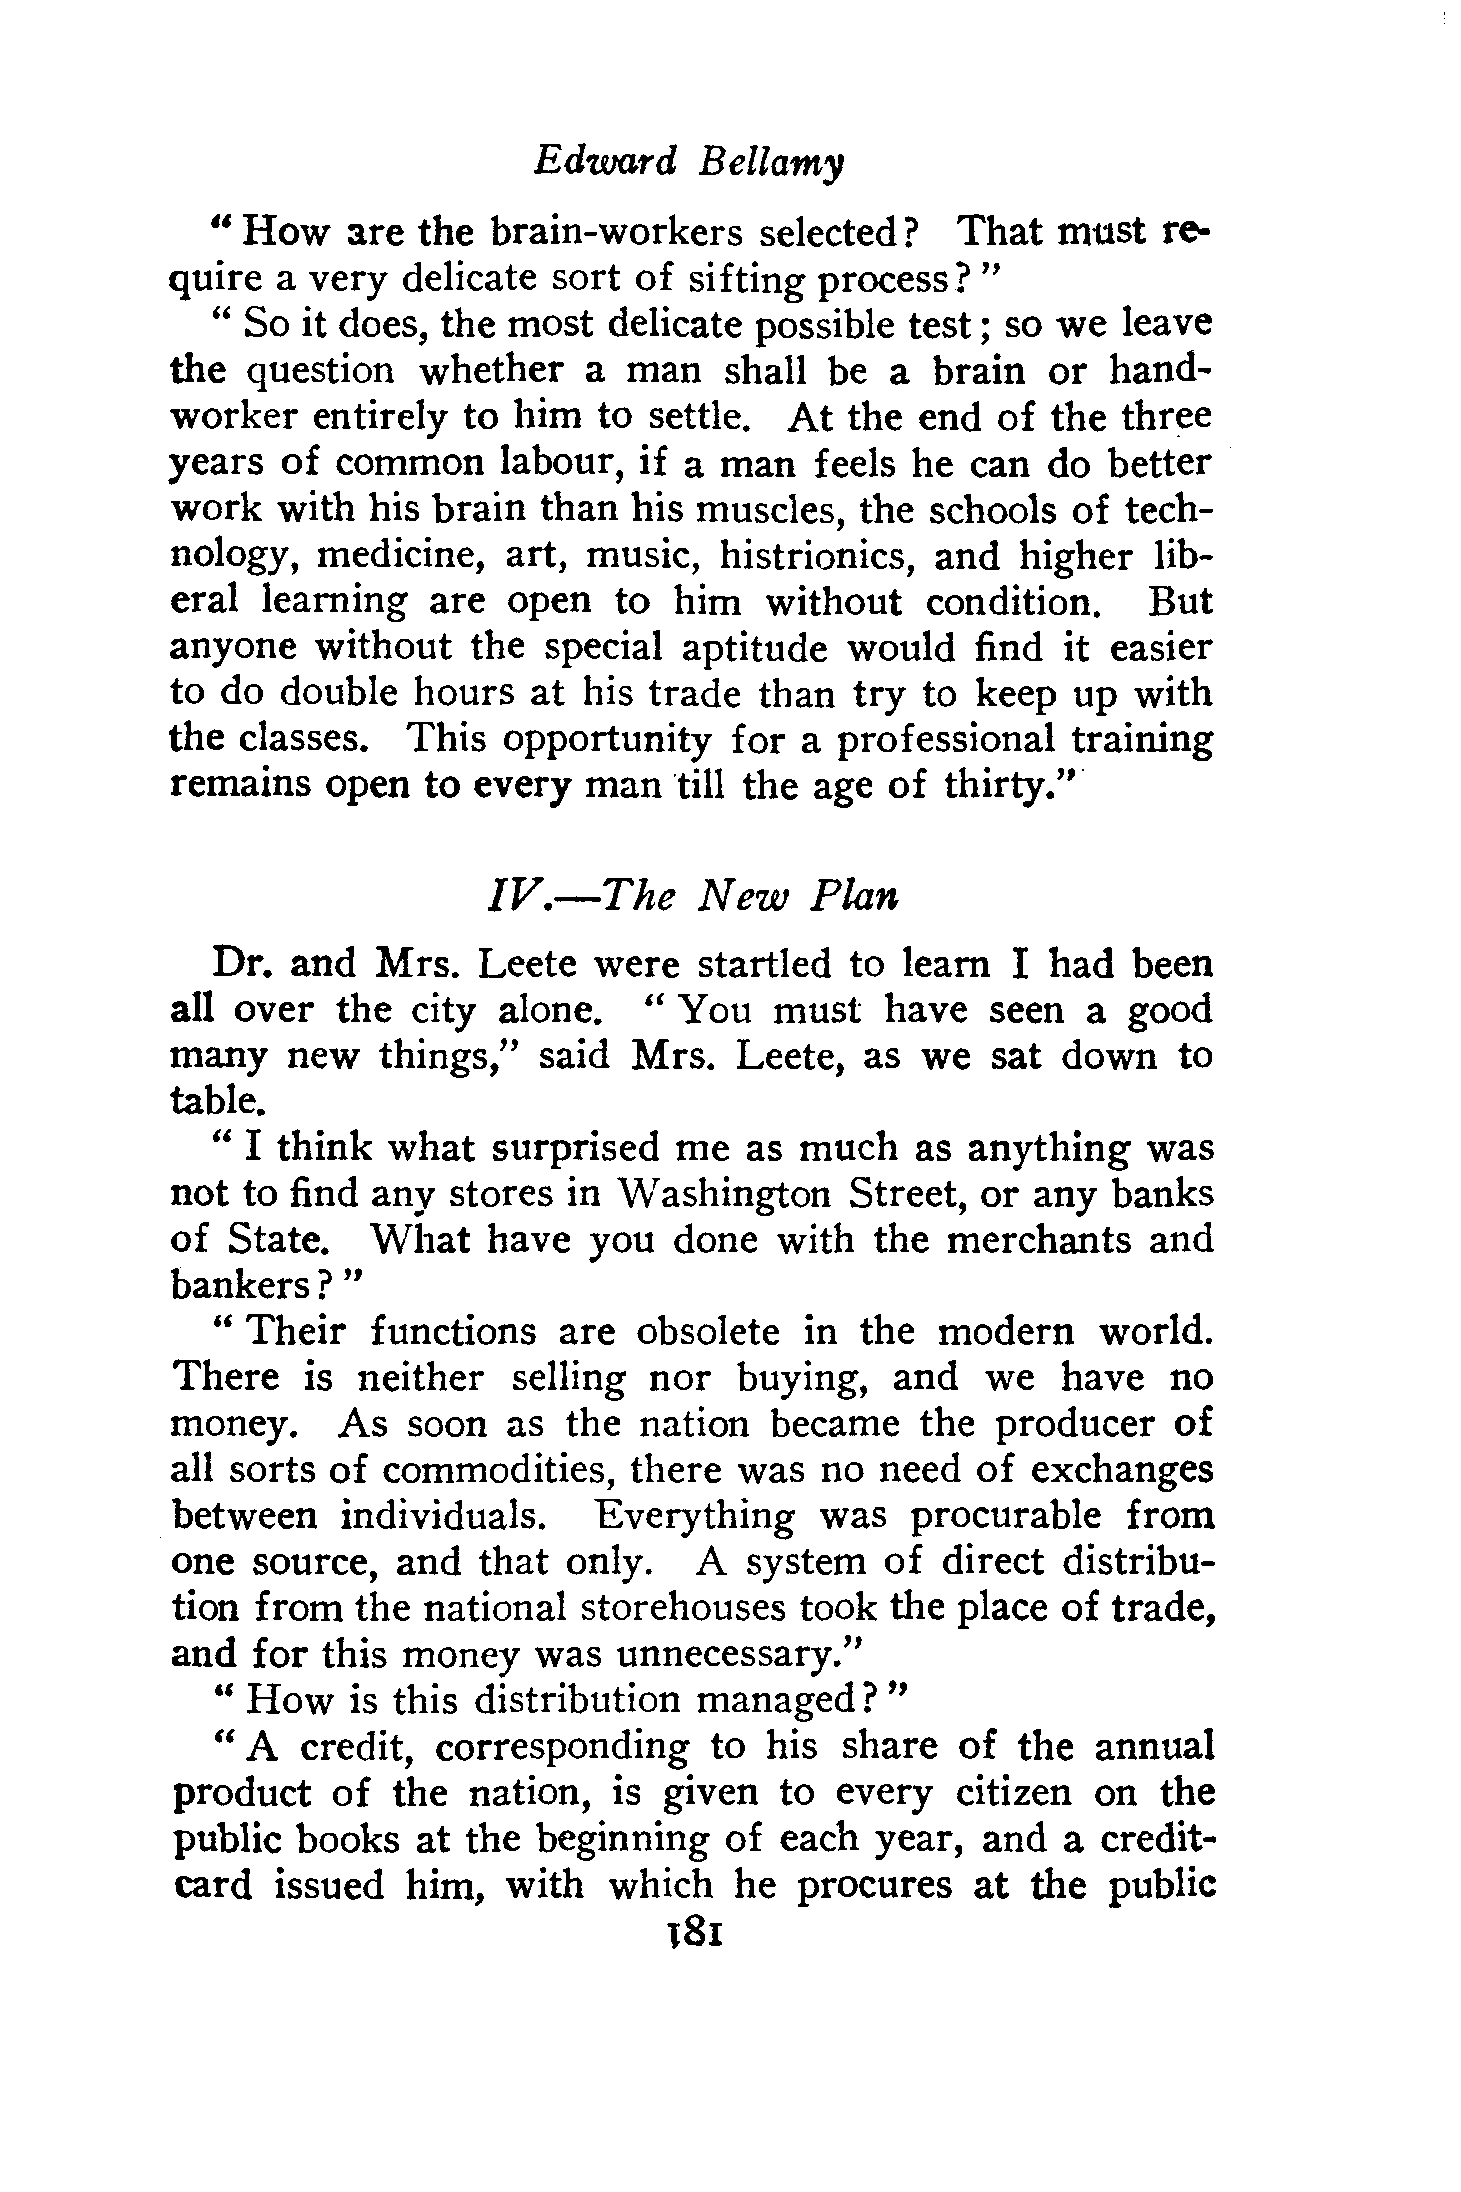 Edward Bellamy
“ How are the brain-workers selected? That must re-
quire a very delicate sort of sifting process? ”
“ So it does, the most delicate possible test; so we leave
the question whether a man shall be a brain or hand-
worker entirely to him to settle. At the end of the three
years of common labour, if a man feels he can do better
work with his brain than his muscles, the schools of tech-
nology, medicine, art, music, histrionics, and higher lib-
eral learning are open to him without condition. But
anyone without the special aptitude would find it easier
to do double hours at his trade than try to keep up with
the classes. This opportunity for a professional training
remains open to every man till the age of thirty.”
IV.—The New Plan
Dr. and Mrs. Leete were startled to learn I had been
all over the city alone. “ You must have seen a good
many new things,” said Mrs. Leete, as we sat down to
table.
“ I think what surprised me as much as anything was
not to find any stores in Washington Street, or any banks
of State. What have you done with the merchants and
bankers? ”
“ Their functions are obsolete in the modern world.
There is neither selling nor buying, and we have no
money. As soon as the nation became the producer of
all sorts of commodities, there was no need of exchanges
between individuals. Everything was procurable from
one source, and that only. A system of direct distribu-
tion from the national storehouses took the place of trade,
and for this money was unnecessary.”
“ How is this distribution managed? ”
“ A credit, corresponding to his share of the annual
product of the nation, is given to every citizen on the
public books at the beginning of each year, and a credit-
card issued him, with which he procures at the public
181